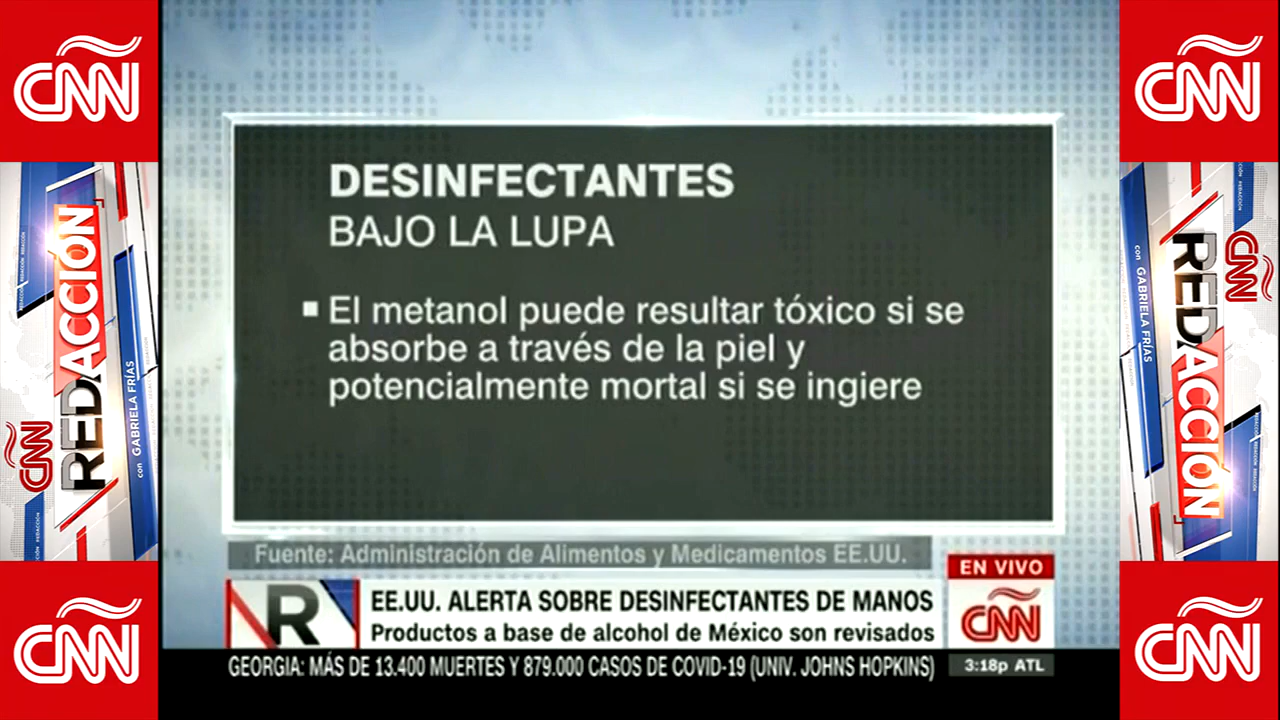 CNN
CNN
DESINFECTANTES
BAJO LA LUPA
▪ El metanol puede resultar tóxico si se
absorbe a través de la piel y
potencialmente mortal si se ingiere
Fuente: Administración de Alimentos y Medicamentos EE.UU.
EN VIVO
CNN
R
EE.UU. ALERTA SOBRE DESINFECTANTES DE MANOS
Productos a base de alcohol de México son revisados
GEORGIA: MÁS DE 13.400 MUERTES Y 879.000 CASOS DE COVID-19 (UNIV. JOHNS HOPKINS)
3:18p ATL
CNN
REDACCIÓN
con GABRIELA FRÍAS
CNN
REDACCIÓN
con GABRIELA FRÍAS
CNN
CNN